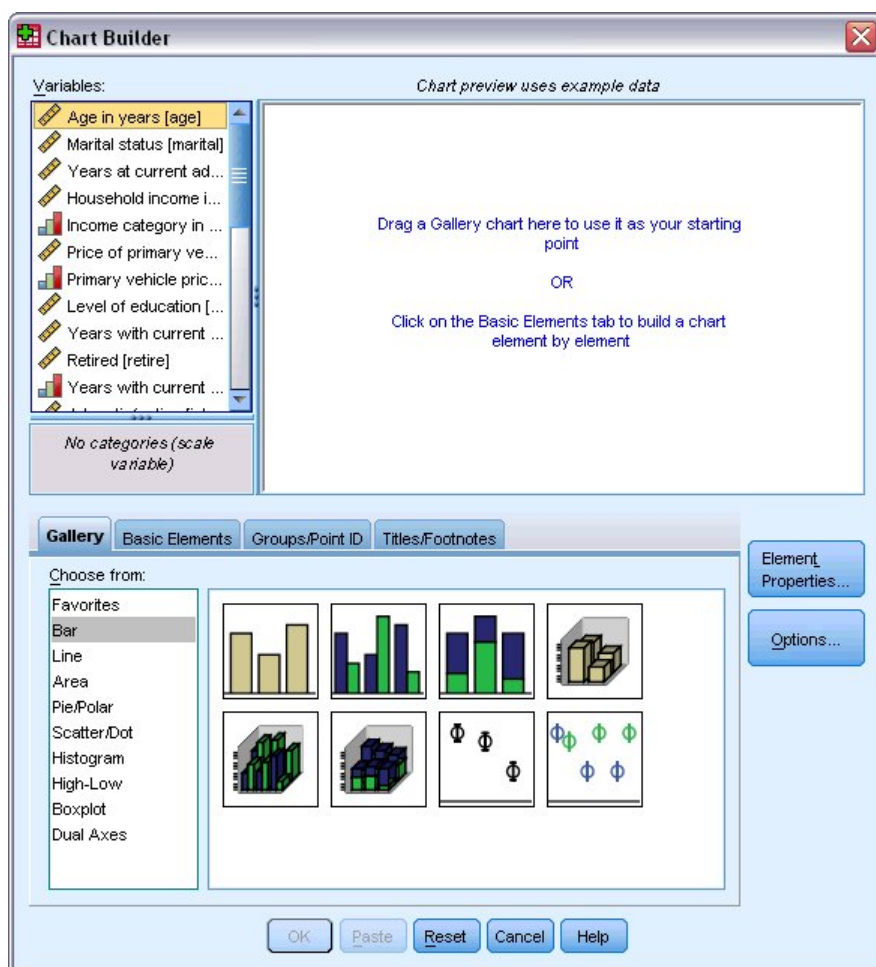 Chart Builder
Variables:
Chart preview uses example data
Age in years [age]
Marital status [marital]
Years at current ad...
Household income i...
Income category in ...
Price of primary ve...
Primary vehicle pric...
Level of education [...
Years with current ...
Retired [retire]
Years with current ...
No categories (scale
variable)
Drag a Gallery chart here to use it as your starting
point
OR
Click on the Basic Elements tab to build a chart
element by element
Gallery Basic Elements Groups/Point ID Titles/Footnotes
Choose from:
Favorites
Bar
Line
Area
Pie/Polar
Scatter/Dot
Histogram
High-Low
Boxplot
Dual Axes
Element
Properties...
Options...
OK Paste Reset Cancel Help